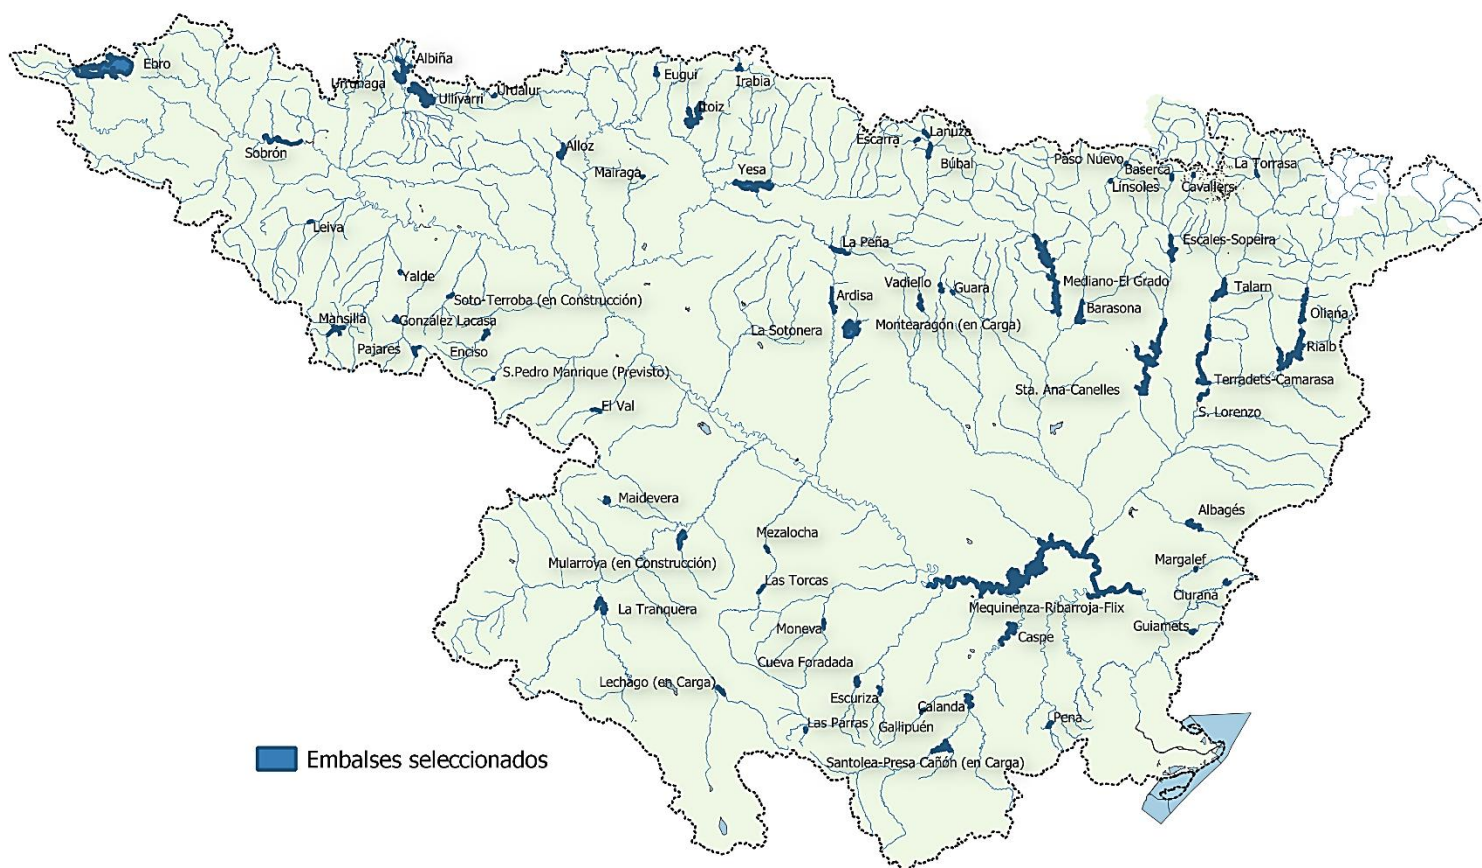 Ebro
Albiña
Urrunaga
Ullivarri
Urdalur
Eugui
Irabia
Itoiz
Sobrón
Alloz
Mairaga
Yesa
Escarra
Lanuza
Búbal
Paso Nuevo
Baserca
Linsoles
Cavallers
La Torrasa
Leiva
La Peña
Escales-Sopeira
Yalde
Soto-Terroba (en Construcción)
Ardisa
Vadiello
Guara
Mediano-El Grado
Talarn
Mansilla
González Lacasa
La Sotonera
Montearagón (en Carga)
Barasona
Oliana
Pajares
Enciso
Rialb
S.Pedro Manrique (Previsto)
Sta. Ana-Canelles
Terradets-Camarasa
El Val
S. Lorenzo
Maidevera
Albagés
Mezalocha
Mularroya (en Construcción)
Margalef
Las Torcas
Ciurana
La Tranquera
Mequinenza-Ribarroja-Flix
Moneva
Caspe
Guiamets
Cueva Foradada
Lechago (en Carga)
Escuriza
Calanda
Las Parras
Gallipuén
Pena
Santolea-Presa Cañón (en Carga)
Embalses seleccionados